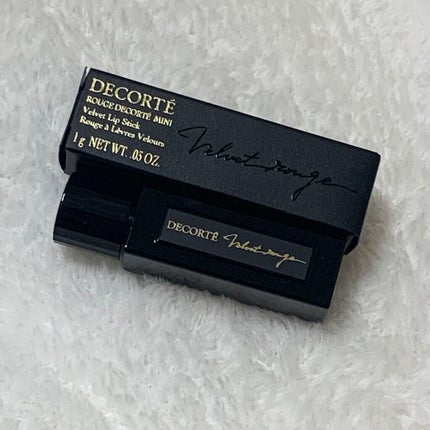 DECORTÉ
ROUGE DECORTÉ MINI
Velvet Lip Stick
Rouge à Lèvres Velours
1 g NET WT. .03 OZ.
Velvet rouge
DECORTÉ Velvet rouge